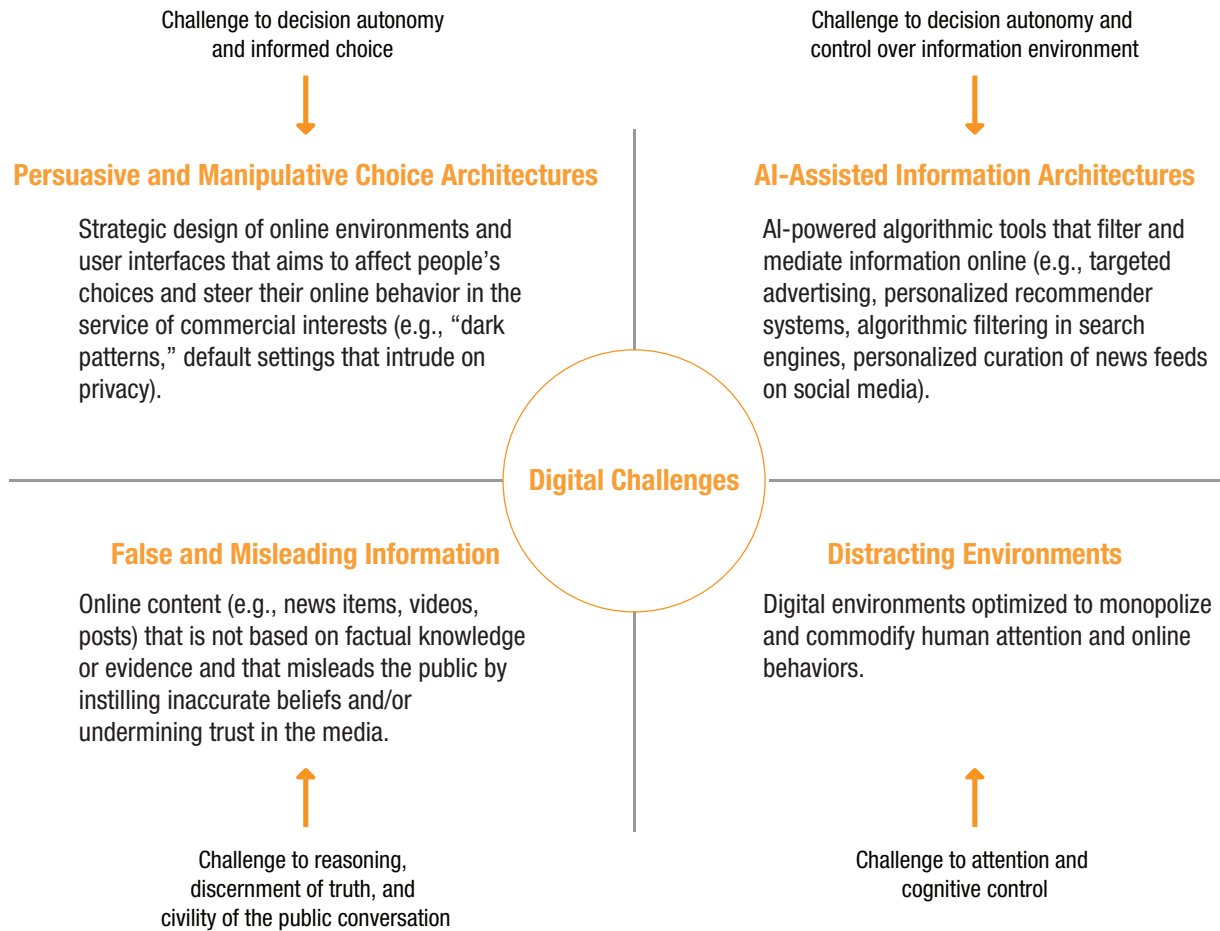 Challenge to decision autonomy
and informed choice
Persuasive and Manipulative Choice Architectures
Strategic design of online environments and
user interfaces that aims to affect people’s
choices and steer their online behavior in the
service of commercial interests (e.g., “dark
patterns,” default settings that intrude on
privacy).
Challenge to decision autonomy and
control over information environment
AI-Assisted Information Architectures
AI-powered algorithmic tools that filter and
mediate information online (e.g., targeted
advertising, personalized recommender
systems, algorithmic filtering in search
engines, personalized curation of news feeds
on social media).
Digital Challenges
False and Misleading Information
Online content (e.g., news items, videos,
posts) that is not based on factual knowledge
or evidence and that misleads the public by
instilling inaccurate beliefs and/or
undermining trust in the media.
Challenge to reasoning,
discernment of truth, and
civility of the public conversation
Distracting Environments
Digital environments optimized to monopolize
and commodify human attention and online
behaviors.
Challenge to attention and
cognitive control